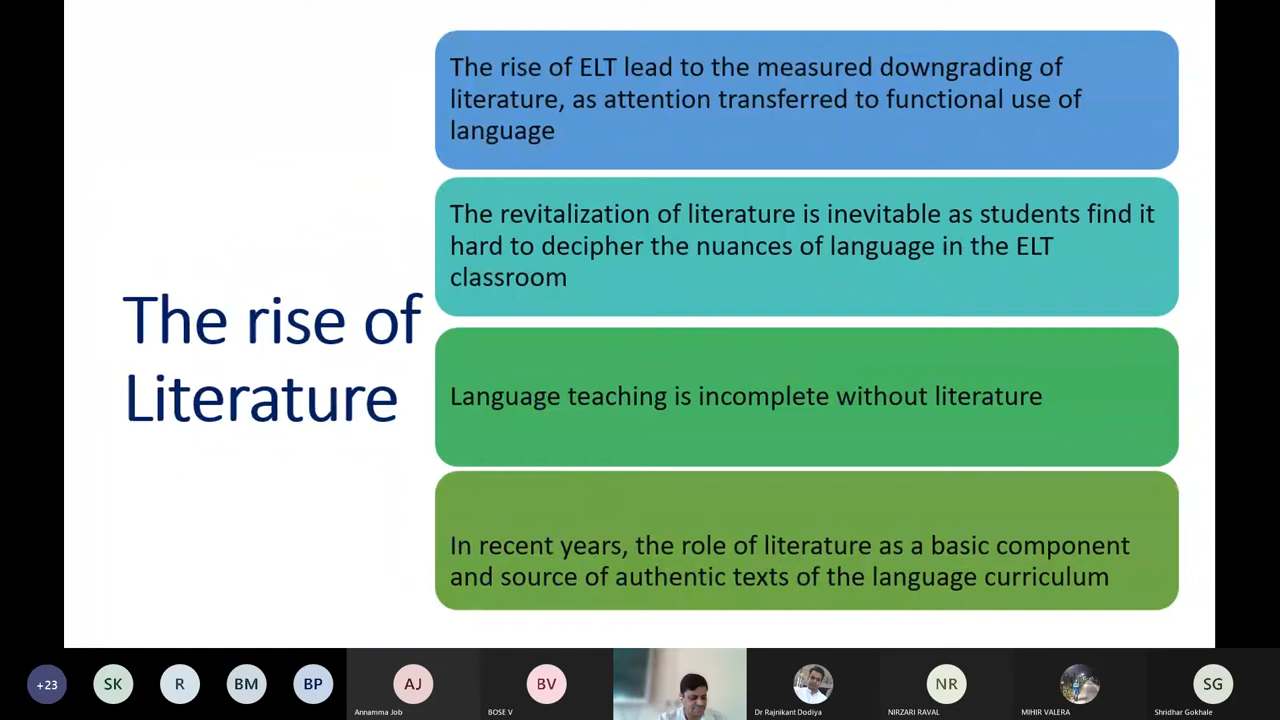 The rise of
Literature
The rise of ELT lead to the measured downgrading of
literature, as attention transferred to functional use of
language
The revitalization of literature is inevitable as students find it
hard to decipher the nuances of language in the ELT
classroom
Language teaching is incomplete without literature
In recent years, the role of literature as a basic component
and source of authentic texts of the language curriculum
+23
SK
R
BM
BP
AJ
Annamma Job
BV
BOSE V
Dr Rajnikant Dodiya
NR
NIRZARI RAVAL
MIHIR VALERA
SG
Shridhar Gokhale